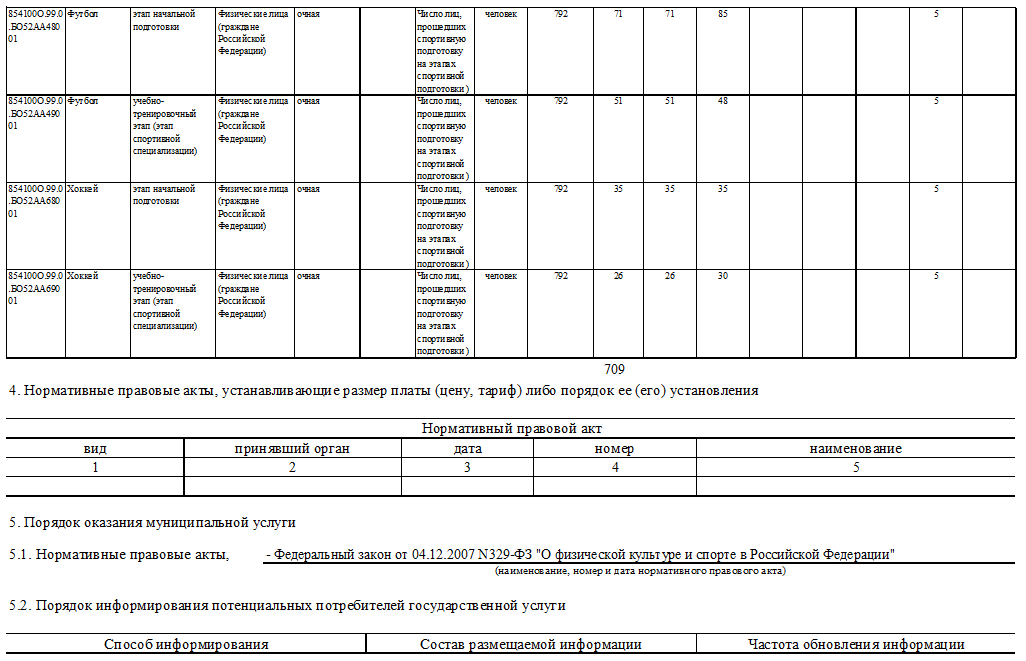 854100О.99.0.БО52АА48001 Футбол этап начальной подготовки Физические лица (граждане Российской Федерации) очная Число лиц, прошедших спортивную подготовку на этапах спортивной подготовки) человек 792 71 71 85 5
854100О.99.0.БО52АА49001 Футбол учебно-тренировочный этап (этап спортивной специализации) Физические лица (граждане Российской Федерации) очная Число лиц, прошедших спортивную подготовку на этапах спортивной подготовки) человек 792 51 51 48 5
854100О.99.0.БО52АА68001 Хоккей этап начальной подготовки Физические лица (граждане Российской Федерации) очная Число лиц, прошедших спортивную подготовку на этапах спортивной подготовки) человек 792 35 35 35 5
854100О.99.0.БО52АА69001 Хоккей учебно-тренировочный этап (этап спортивной специализации) Физические лица (граждане Российской Федерации) очная Число лиц, прошедших спортивную подготовку на этапах спортивной подготовки) человек 792 26 26 30 5
709
4. Нормативные правовые акты, устанавливающие размер платы (цену, тариф) либо порядок ее (его) установления
Нормативный правовой акт
вид принявший орган дата номер наименование
1 2 3 4 5
5. Порядок оказания муниципальной услуги
5.1. Нормативные правовые акты, - Федеральный закон от 04.12.2007 N329-ФЗ "О физической культуре и спорте в Российской Федерации"
(наименование, номер и дата нормативного правового акта)
5.2. Порядок информирования потенциальных потребителей государственной услуги
Способ информирования Состав размещаемой информации Частота обновления информации